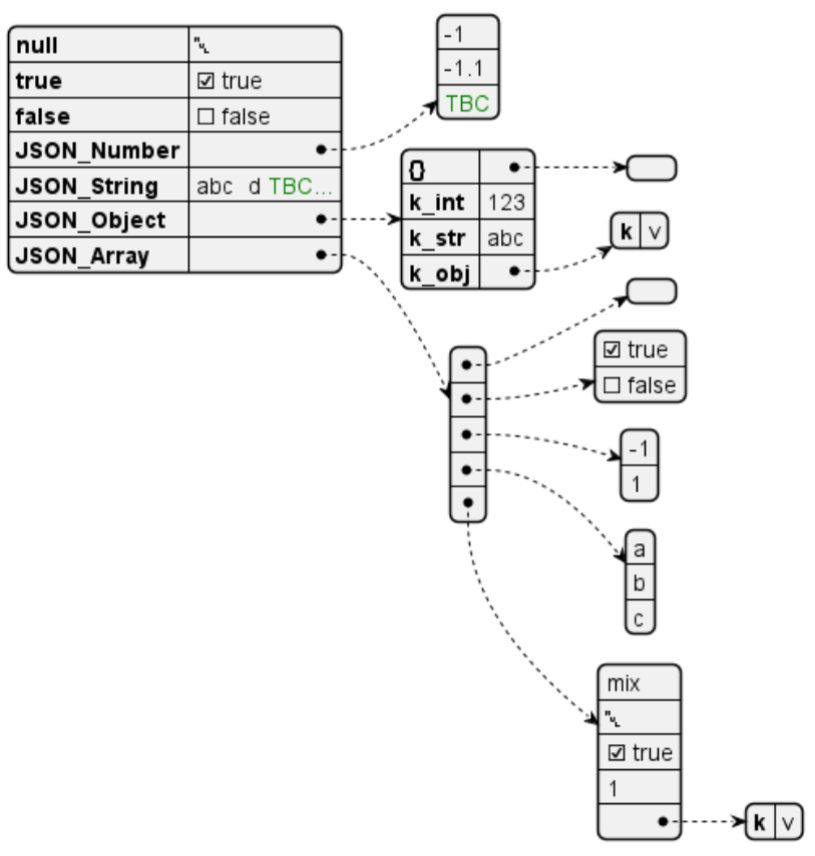 null ␀
true ☑ true
false ☐ false
JSON_Number
JSON_String abc d TBC...
JSON_Object
JSON_Array
-1
-1.1
TBC
{}
k_int 123
k_str abc
k_obj
k v
☑ true
☐ false
-1
1
a
b
c
mix
␀
☑ true
1
k v